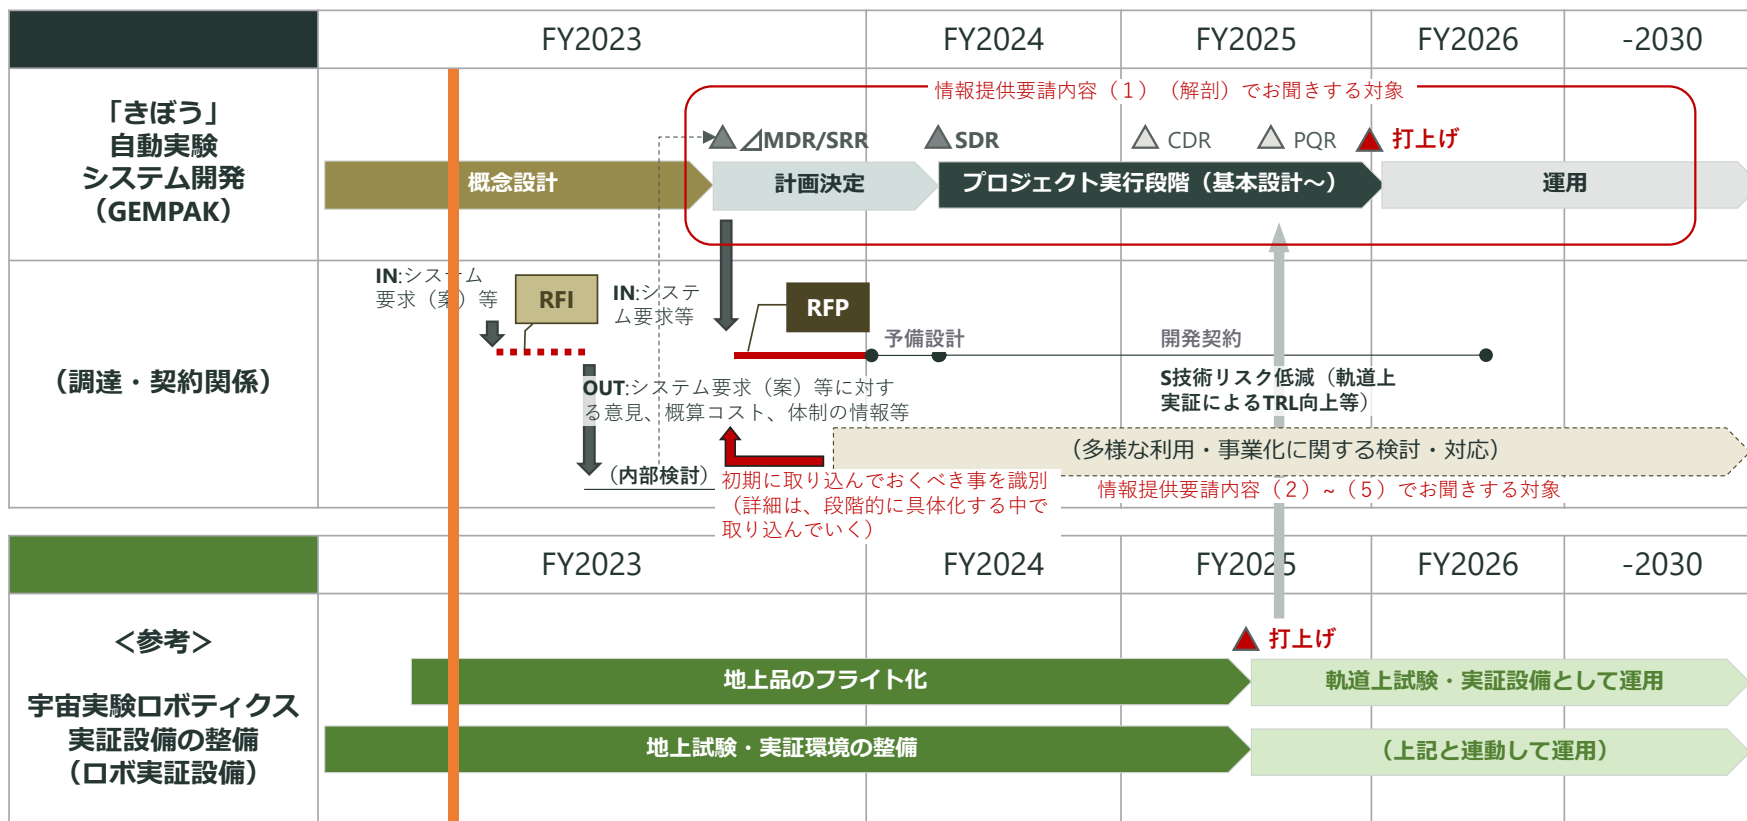 FY2023
FY2024
FY2025
FY2026
-2030
「きぼう」
自動実験
システム開発
（GEMPAK）
情報提供要請内容（１）（解剖）でお聞きする対象
MDR/SRR
SDR
CDR
PQR
打上げ
概念設計
計画決定
プロジェクト実行段階（基本設計～）
運用
（調達・契約関係）
IN:システム
要求（案）等
RFI
IN:システ
ム要求等
RFP
予備設計
開発契約
OUT:システム要求（案）等に対す
る意見、概算コスト、体制の情報等
S技術リスク低減（軌道上
実証によるTRL向上等）
（多様な利用・事業化に関する検討・対応）
（内部検討）
初期に取り込んでおくべき事を識別
（詳細は、段階的に具体化する中で
取り込んでいく）
情報提供要請内容（２）~（５）でお聞きする対象
FY2023
FY2024
FY2025
FY2026
-2030
＜参考＞
宇宙実験ロボティクス
実証設備の整備
（ロボ実証設備）
打上げ
地上品のフライト化
軌道上試験・実証設備として運用
地上試験・実証環境の整備
（上記と連動して運用）